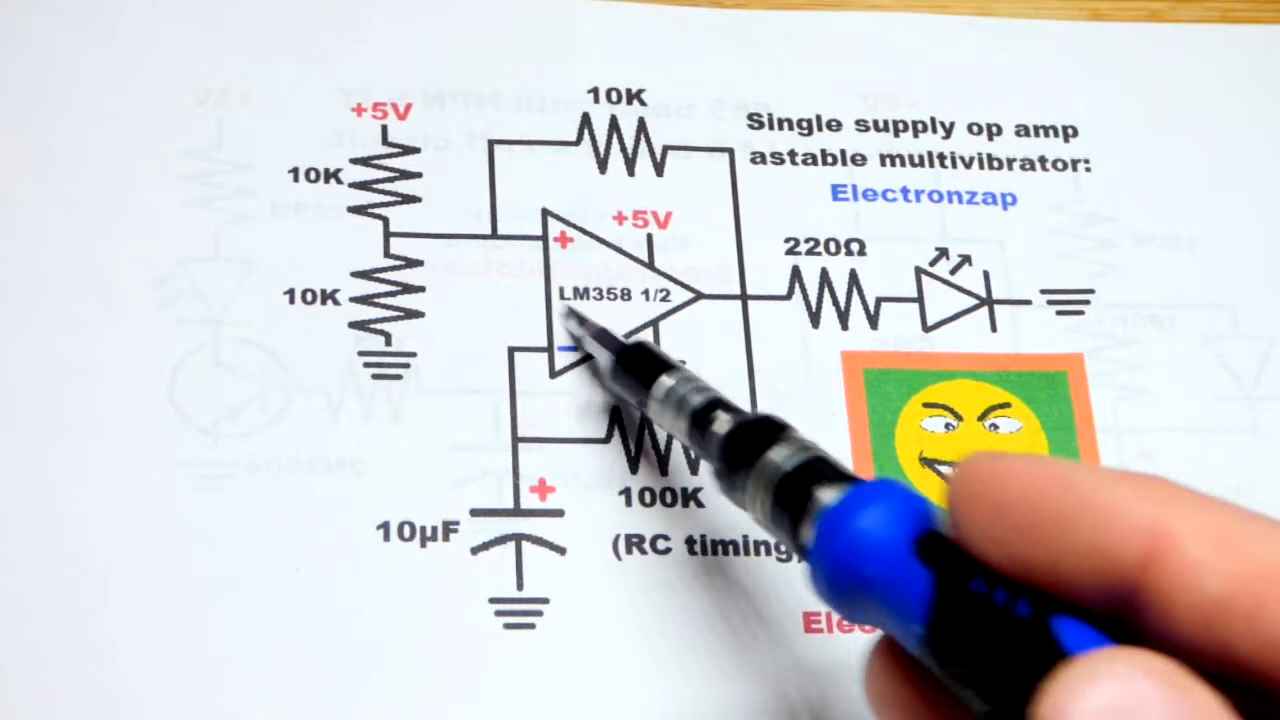 10K
+5V
Single supply op amp
astable multivibrator:
Electronzap
10K
+5V
+
220Ω
10K
LM358 1/2
−
+
100K
10µF
(RC timing)